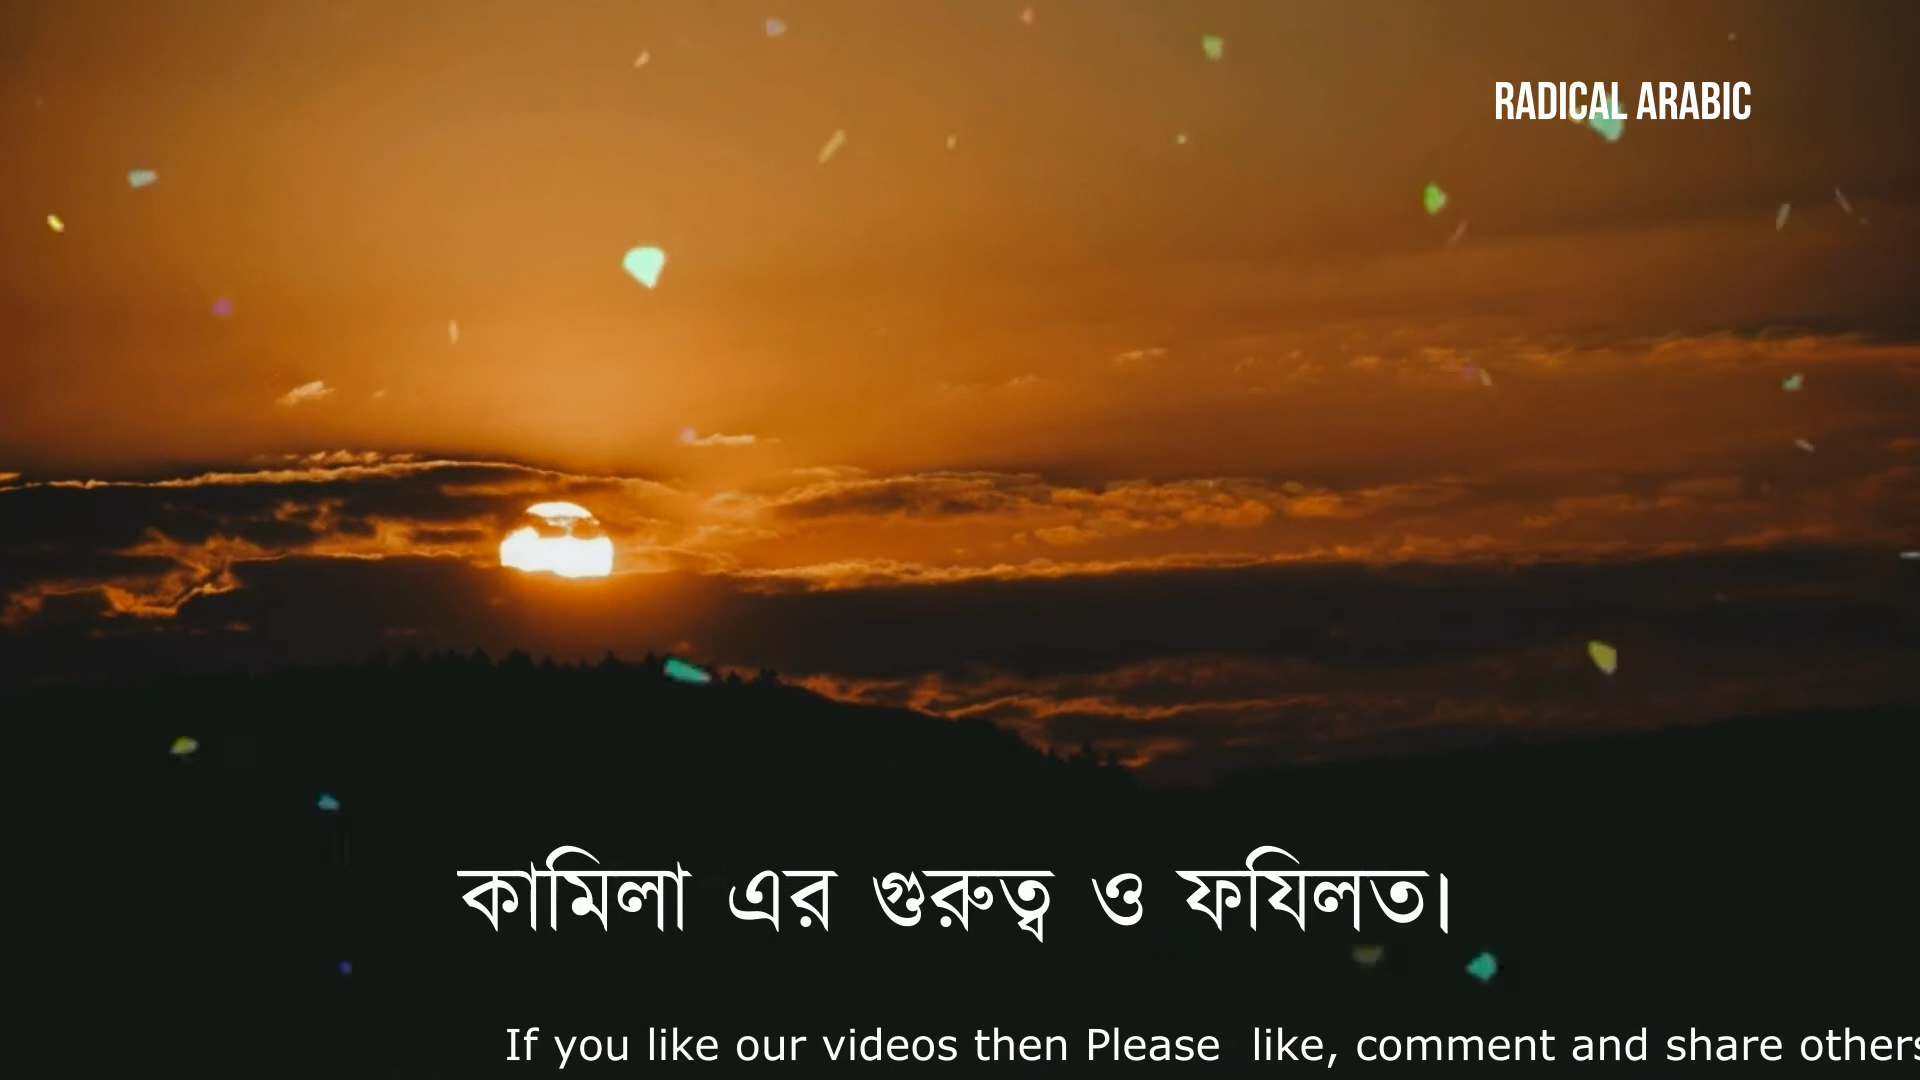 RADICAL ARABIC
কামিলা এর গুরুত্ব ও ফযিলত।
If you like our videos then Please like, comment and share others